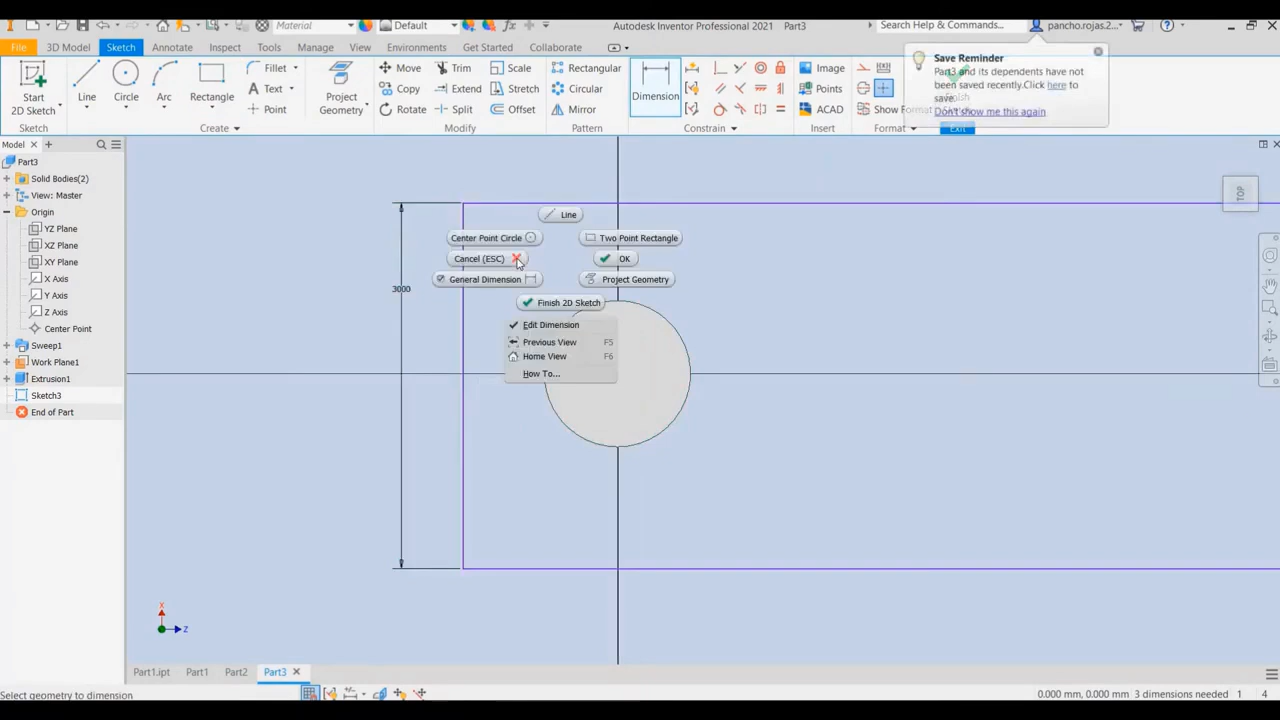 Material
Default
Autodesk Inventor Professional 2021 Part3
Search Help & Commands...
pancho.rojas.2...
File
3D Model
Sketch
Annotate
Inspect
Tools
Manage
View
Environments
Get Started
Collaborate
Start
2D Sketch
Line
Circle
Arc
Rectangle
Fillet
Text
Point
Project
Geometry
Move
Copy
Rotate
Trim
Extend
Split
Scale
Stretch
Offset
Rectangular
Circular
Mirror
Dimension
Image
Points
ACAD
Show Format
Finish
Sketch
Create
Modify
Pattern
Constrain
Insert
Format
Exit
Save Reminder
Part3 and its dependents have not
been saved recently.Click here to
save.
Don't show me this again
Model
Part3
Solid Bodies(2)
View: Master
Origin
YZ Plane
XZ Plane
XY Plane
X Axis
Y Axis
Z Axis
Center Point
Sweep1
Work Plane1
Extrusion1
Sketch3
End of Part
TOP
3000
Line
Center Point Circle
Two Point Rectangle
Cancel (ESC)
OK
General Dimension
Project Geometry
Finish 2D Sketch
Edit Dimension
Previous View F5
Home View F6
How To...
X
Z
Part1.ipt
Part1
Part2
Part3
Select geometry to dimension
0.000 mm, 0.000 mm 3 dimensions needed 1 4